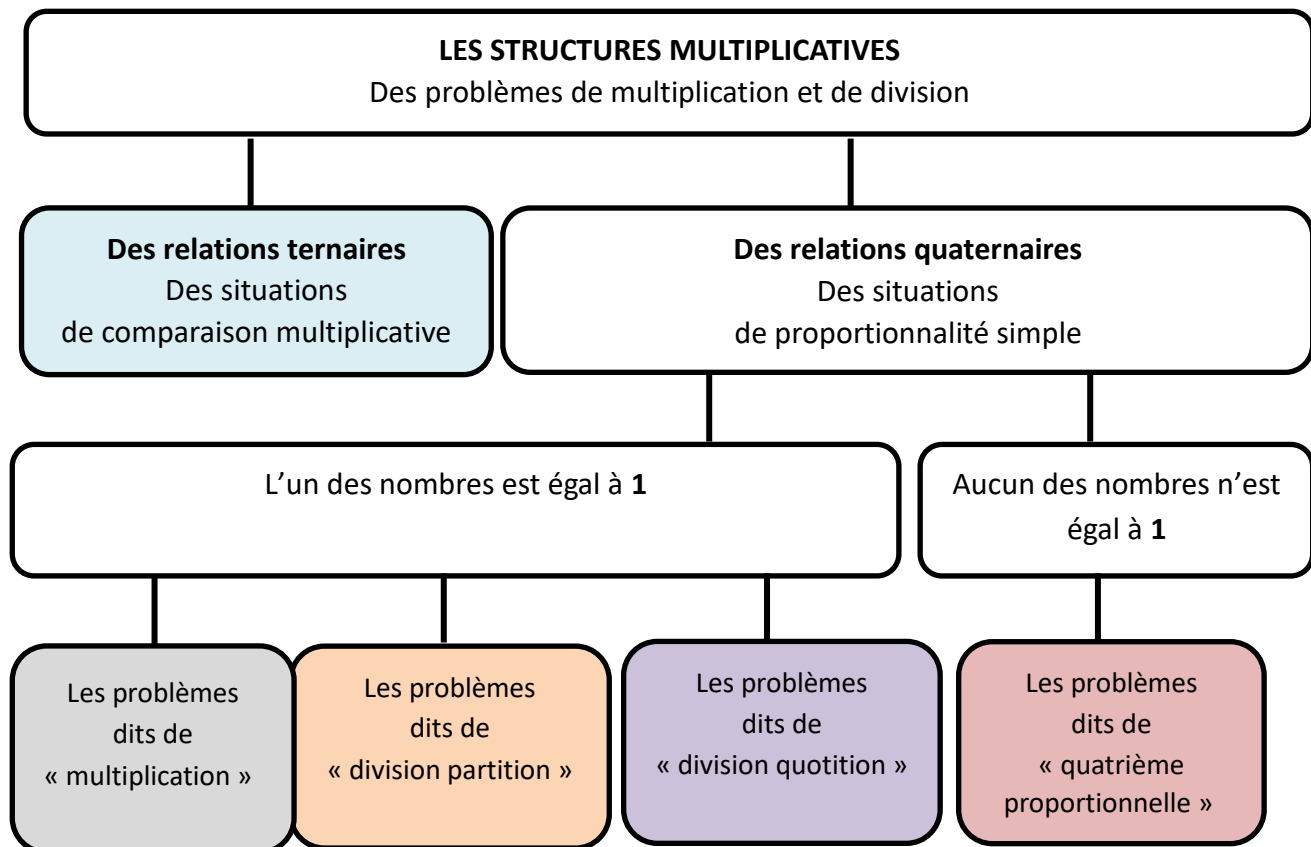 LES STRUCTURES MULTIPLICATIVES
Des problèmes de multiplication et de division
Des relations ternaires
Des situations
de comparaison multiplicative
Des relations quaternaires
Des situations
de proportionnalité simple
L’un des nombres est égal à 1
Aucun des nombres n’est
égal à 1
Les problèmes
dits de
« multiplication »
Les problèmes
dits de
« division partition »
Les problèmes
dits de
« division quotition »
Les problèmes
dits de
« quatrième
proportionnelle »